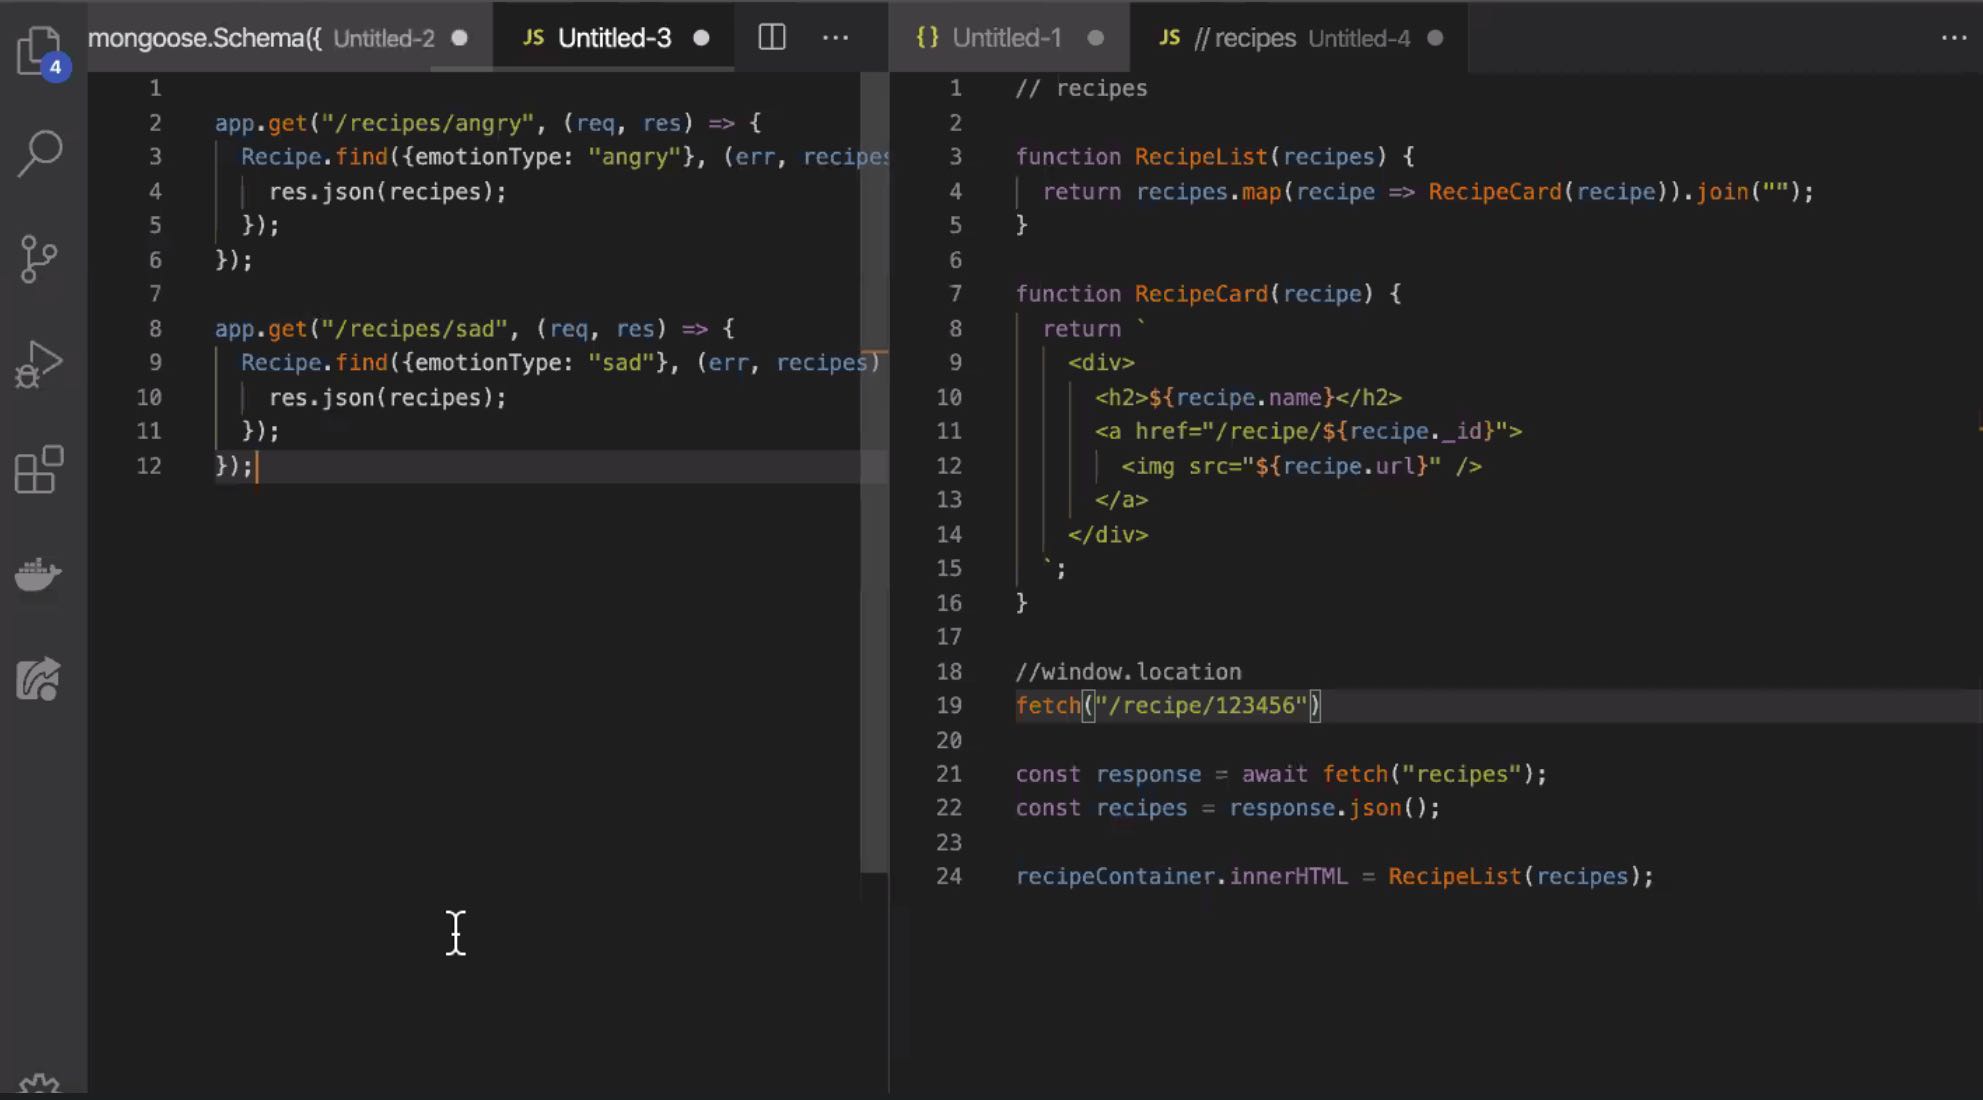 mongoose.Schema({ Untitled-2
JS Untitled-3
{} Untitled-1
JS // recipes Untitled-4
4
1
2 app.get("/recipes/angry", (req, res) => {
3 Recipe.find({emotionType: "angry"}, (err, recipes
4 res.json(recipes);
5 });
6 });
7
8 app.get("/recipes/sad", (req, res) => {
9 Recipe.find({emotionType: "sad"}, (err, recipes)
10 res.json(recipes);
11 });
12 });
1 // recipes
2
3 function RecipeList(recipes) {
4 return recipes.map(recipe => RecipeCard(recipe)).join("");
5 }
6
7 function RecipeCard(recipe) {
8 return `
9 <div>
10 <h2>${recipe.name}</h2>
11 <a href="/recipe/${recipe._id}">
12 <img src="${recipe.url}" />
13 </a>
14 </div>
15 `;
16 }
17
18 //window.location
19 fetch("/recipe/123456")
20
21 const response = await fetch("recipes");
22 const recipes = response.json();
23
24 recipeContainer.innerHTML = RecipeList(recipes);